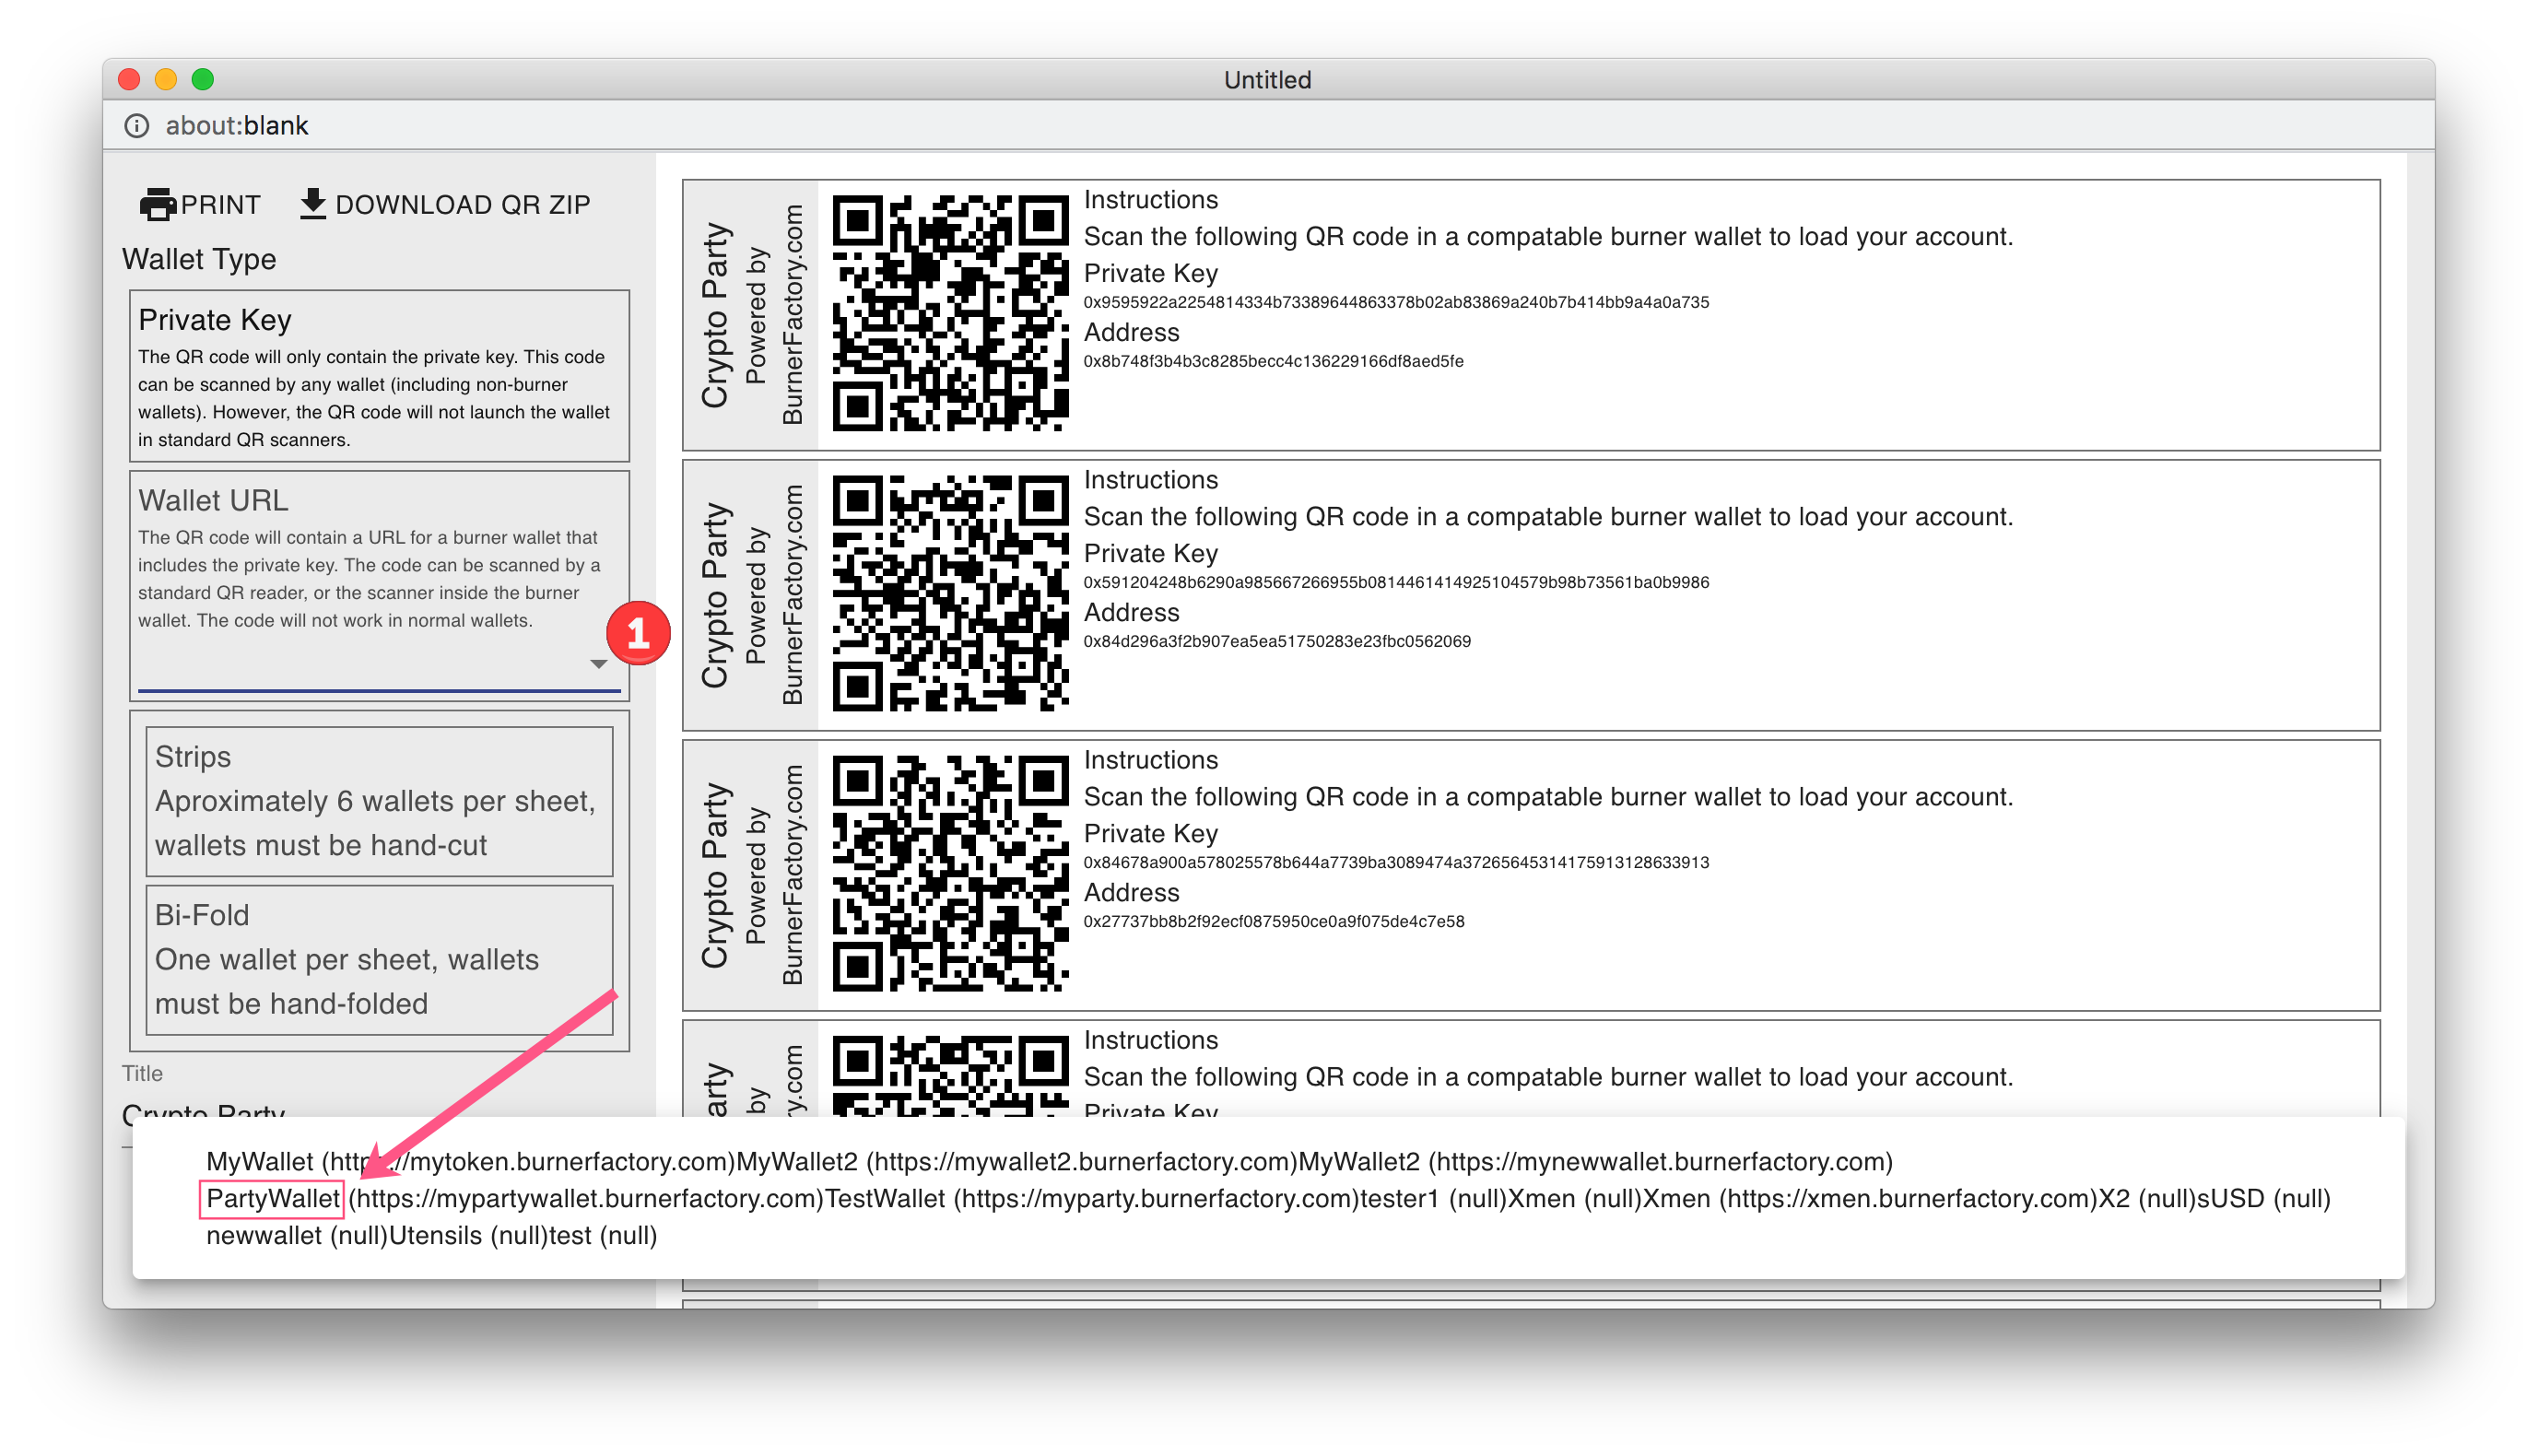 Untitled
about:blank
PRINT
DOWNLOAD QR ZIP
Wallet Type
Private Key
The QR code will only contain the private key. This code
can be scanned by any wallet (including non-burner
wallets). However, the QR code will not launch the wallet
in standard QR scanners.
Wallet URL
The QR code will contain a URL for a burner wallet that
includes the private key. The code can be scanned by a
standard QR reader, or the scanner inside the burner
wallet. The code will not work in normal wallets.
1
Strips
Aproximately 6 wallets per sheet,
wallets must be hand-cut
Bi-Fold
One wallet per sheet, wallets
must be hand-folded
Title
Crypto Party
Crypto Party
Powered by
BurnerFactory.com
Instructions
Scan the following QR code in a compatable burner wallet to load your account.
Private Key
0x9595922a2254814334b73389644863378b02ab83869a240b7b414bb9a4a0a735
Address
0x8b748f3b4b3c8285becc4c136229166df8aed5fe
Crypto Party
Powered by
BurnerFactory.com
Instructions
Scan the following QR code in a compatable burner wallet to load your account.
Private Key
0x591204248b6290a985667266955b0814461414925104579b98b73561ba0b9986
Address
0x84d296a3f2b907ea5ea51750283e23fbc0562069
Crypto Party
Powered by
BurnerFactory.com
Instructions
Scan the following QR code in a compatable burner wallet to load your account.
Private Key
0x84678a900a578025578b644a7739ba3089474a37265645314175913128633913
Address
0x27737bb8b2f92ecf0875950ce0a9f075de4c7e58
arty
by
ry.com
Instructions
Scan the following QR code in a compatable burner wallet to load your account.
Private Key
MyWallet (https://mytoken.burnerfactory.com)MyWallet2 (https://mywallet2.burnerfactory.com)MyWallet2 (https://mynewwallet.burnerfactory.com)
PartyWallet (https://mypartywallet.burnerfactory.com)TestWallet (https://myparty.burnerfactory.com)tester1 (null)Xmen (null)Xmen (https://xmen.burnerfactory.com)X2 (null)sUSD (null)
newwallet (null)Utensils (null)test (null)